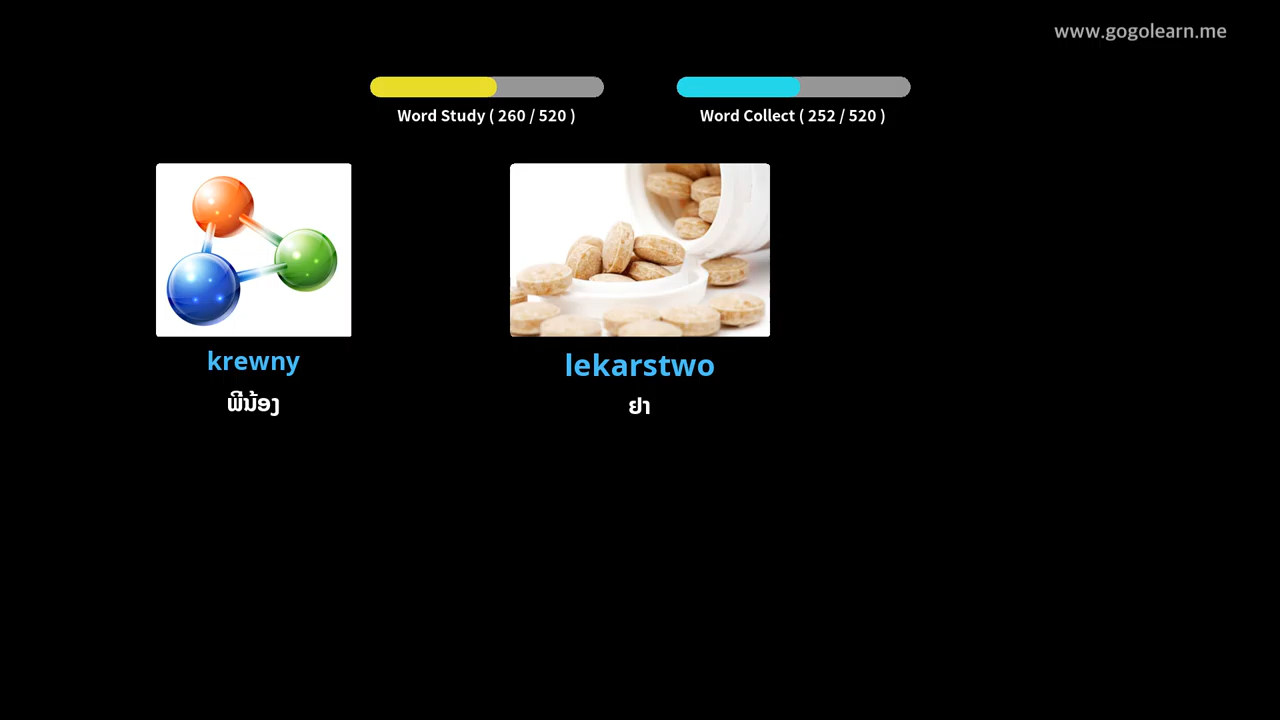 www.gogolearn.me
Word Study ( 260 / 520 )
Word Collect ( 252 / 520 )
krewny
ພີ່ນ້ອງ
lekarstwo
ຢາ